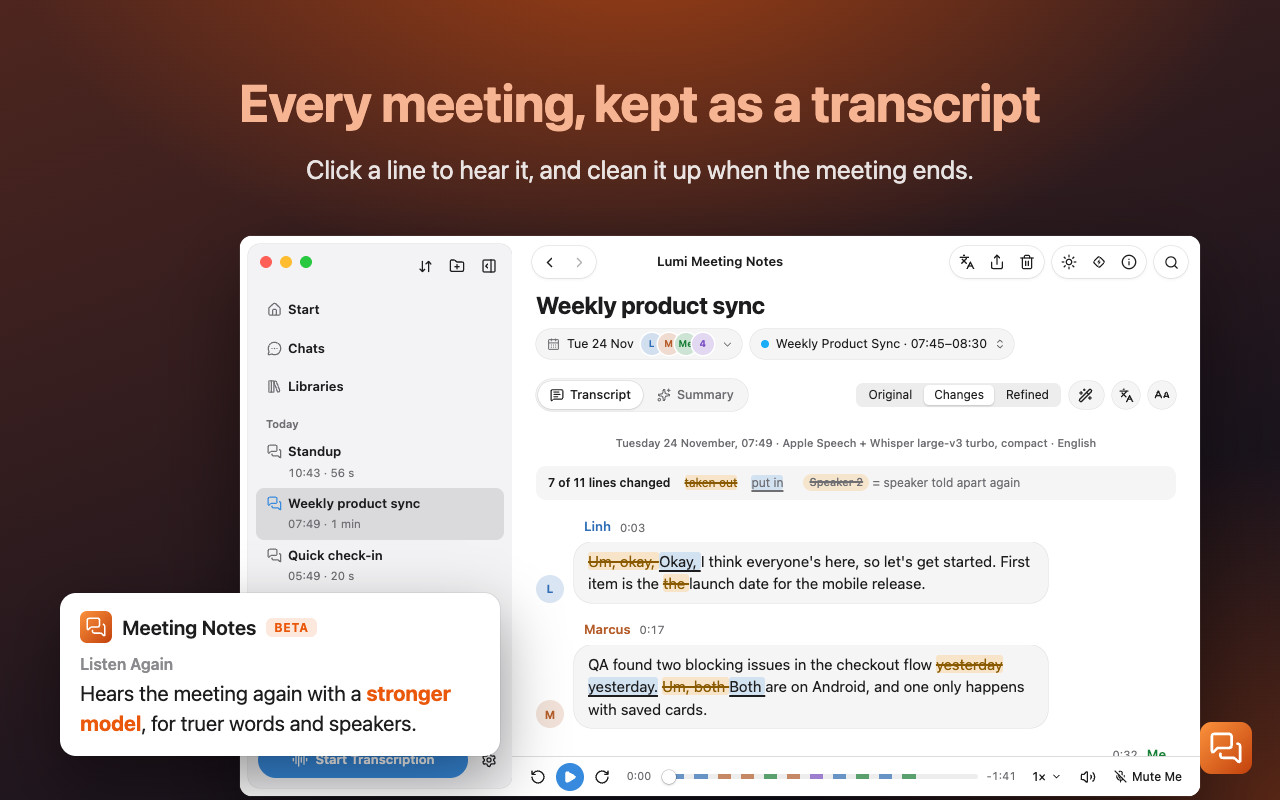 Every meeting, kept as a transcript
Click a line to hear it, and clean it up when the meeting ends.
Lumi Meeting Notes
Start
Chats
Libraries
Today
Standup
10:43 · 56 s
Weekly product sync
07:49 · 1 min
Quick check-in
05:49 · 20 s
Start Transcription
Meeting Notes BETA
Listen Again
Hears the meeting again with a stronger
model, for truer words and speakers.
Weekly product sync
Tue 24 Nov L M Me 4
Weekly Product Sync · 07:45–08:30
Transcript Summary
Original Changes Refined
Aa
Tuesday 24 November, 07:49 · Apple Speech + Whisper large-v3 turbo, compact · English
7 of 11 lines changed taken out put in Speaker 2 = speaker told apart again
Linh 0:03
Um, okay, Okay, I think everyone's here, so let's get started. First
item is the the launch date for the mobile release.
L
Marcus 0:17
QA found two blocking issues in the checkout flow yesterday
yesterday. Um, both Both are on Android, and one only happens
with saved cards.
M
0:32 Me
0:00 -1:41 1× Mute Me